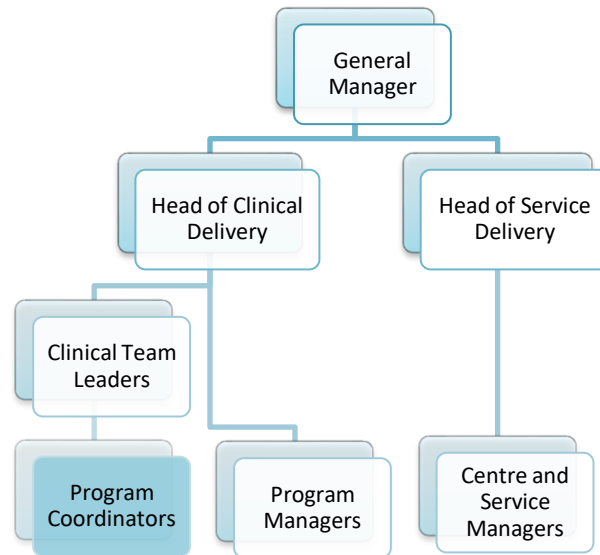 General
Manager
Head of Clinical
Delivery
Head of Service
Delivery
Clinical Team
Leaders
Program
Coordinators
Program
Managers
Centre and
Service
Managers